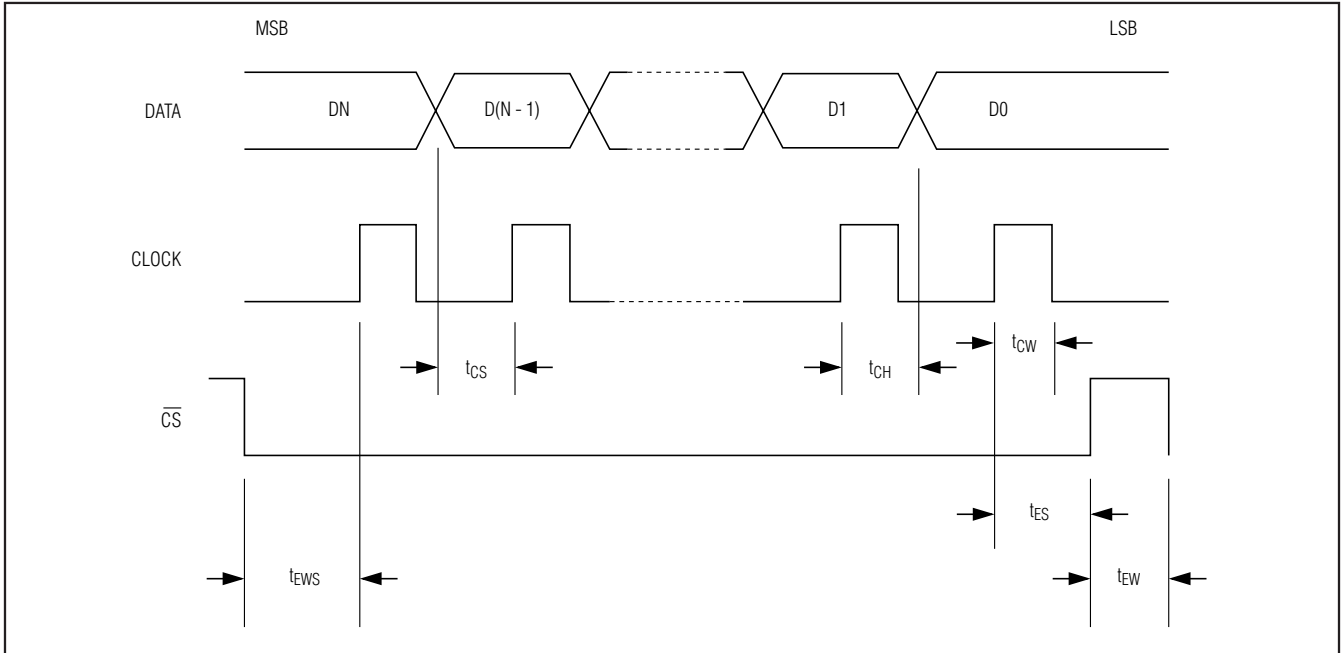 MSB LSB
DATA DN D(N - 1) D1 D0
CLOCK
tCS tCH tCW
CS
tES
tEWS tEW